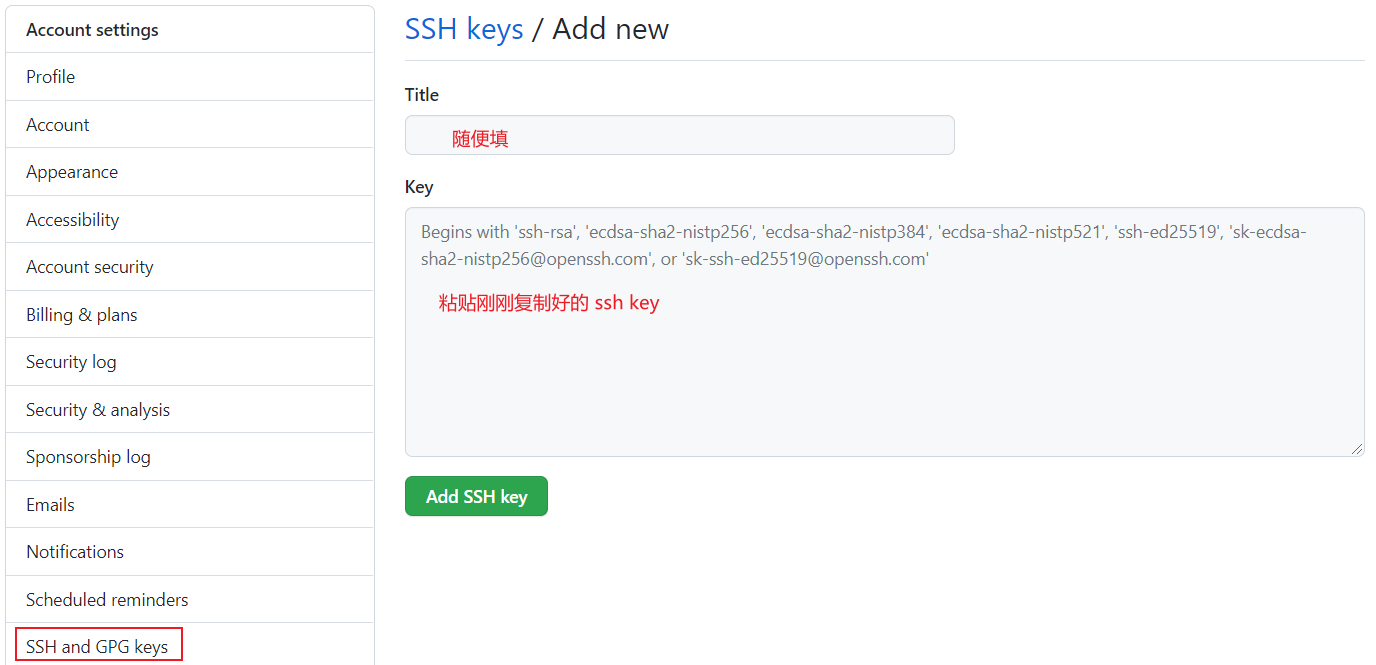 Account settings
Profile
Account
Appearance
Accessibility
Account security
Billing & plans
Security log
Security & analysis
Sponsorship log
Emails
Notifications
Scheduled reminders
SSH and GPG keys
SSH keys / Add new
Title
随便填
Key
Begins with 'ssh-rsa', 'ecdsa-sha2-nistp256', 'ecdsa-sha2-nistp384', 'ecdsa-sha2-nistp521', 'ssh-ed25519', 'sk-ecdsa-
sha2-nistp256@openssh.com', or 'sk-ssh-ed25519@openssh.com'
粘贴刚刚复制好的 ssh key
Add SSH key